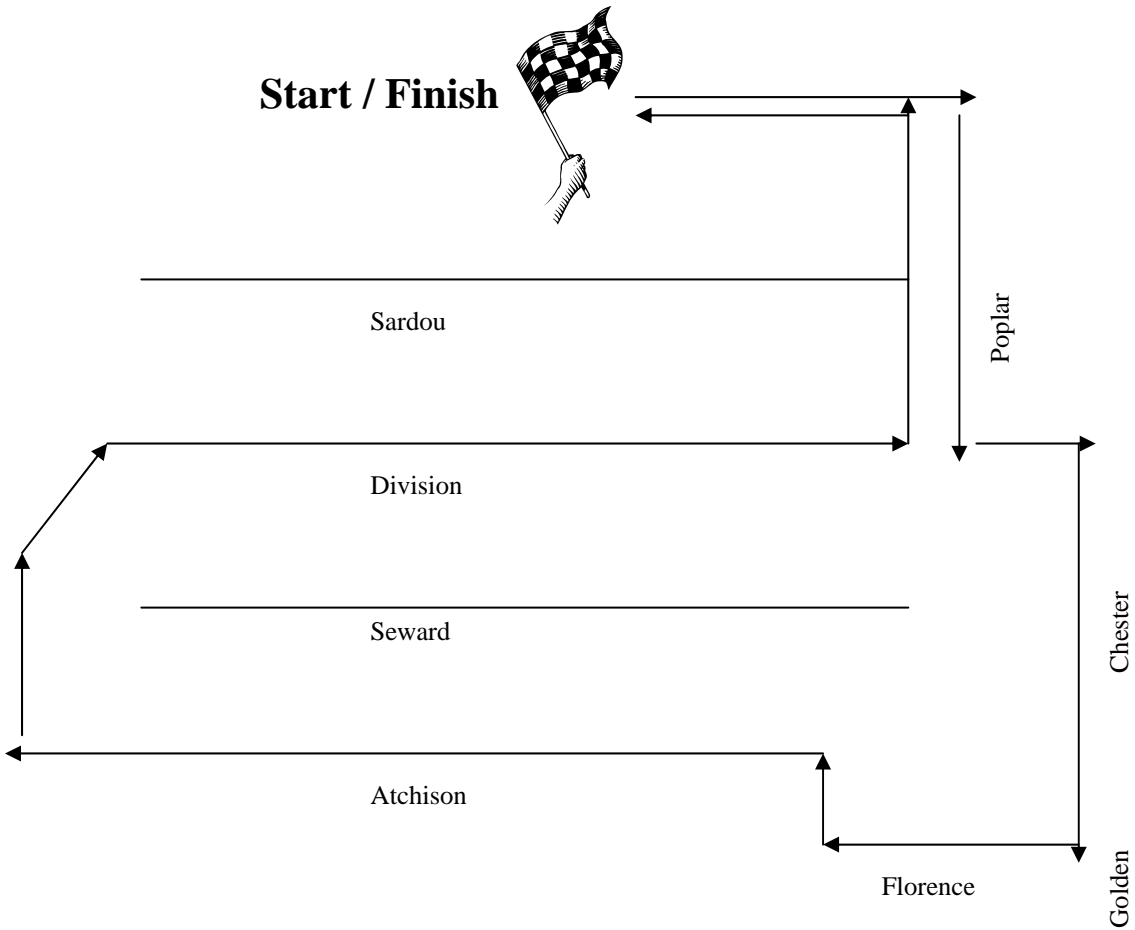 Start / Finish
Sardou
Poplar
Division
Seward
Chester
Atchison
Florence
Golden